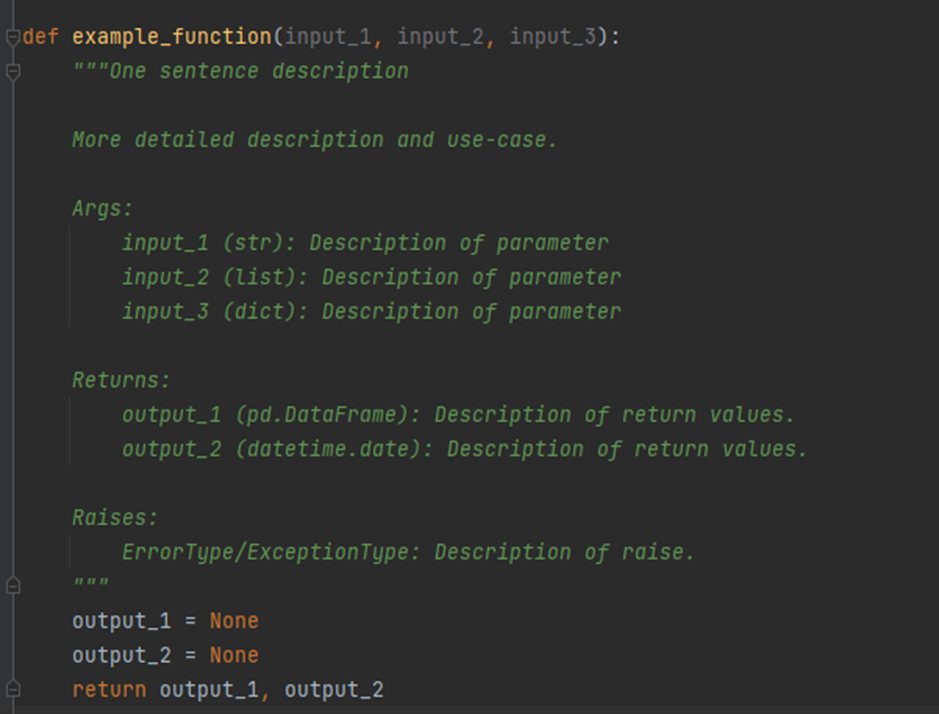 def example_function(input_1, input_2, input_3):
    """One sentence description

    More detailed description and use-case.

    Args:
        input_1 (str): Description of parameter
        input_2 (list): Description of parameter
        input_3 (dict): Description of parameter

    Returns:
        output_1 (pd.DataFrame): Description of return values.
        output_2 (datetime.date): Description of return values.

    Raises:
        ErrorType/ExceptionType: Description of raise.
    """
    output_1 = None
    output_2 = None
    return output_1, output_2